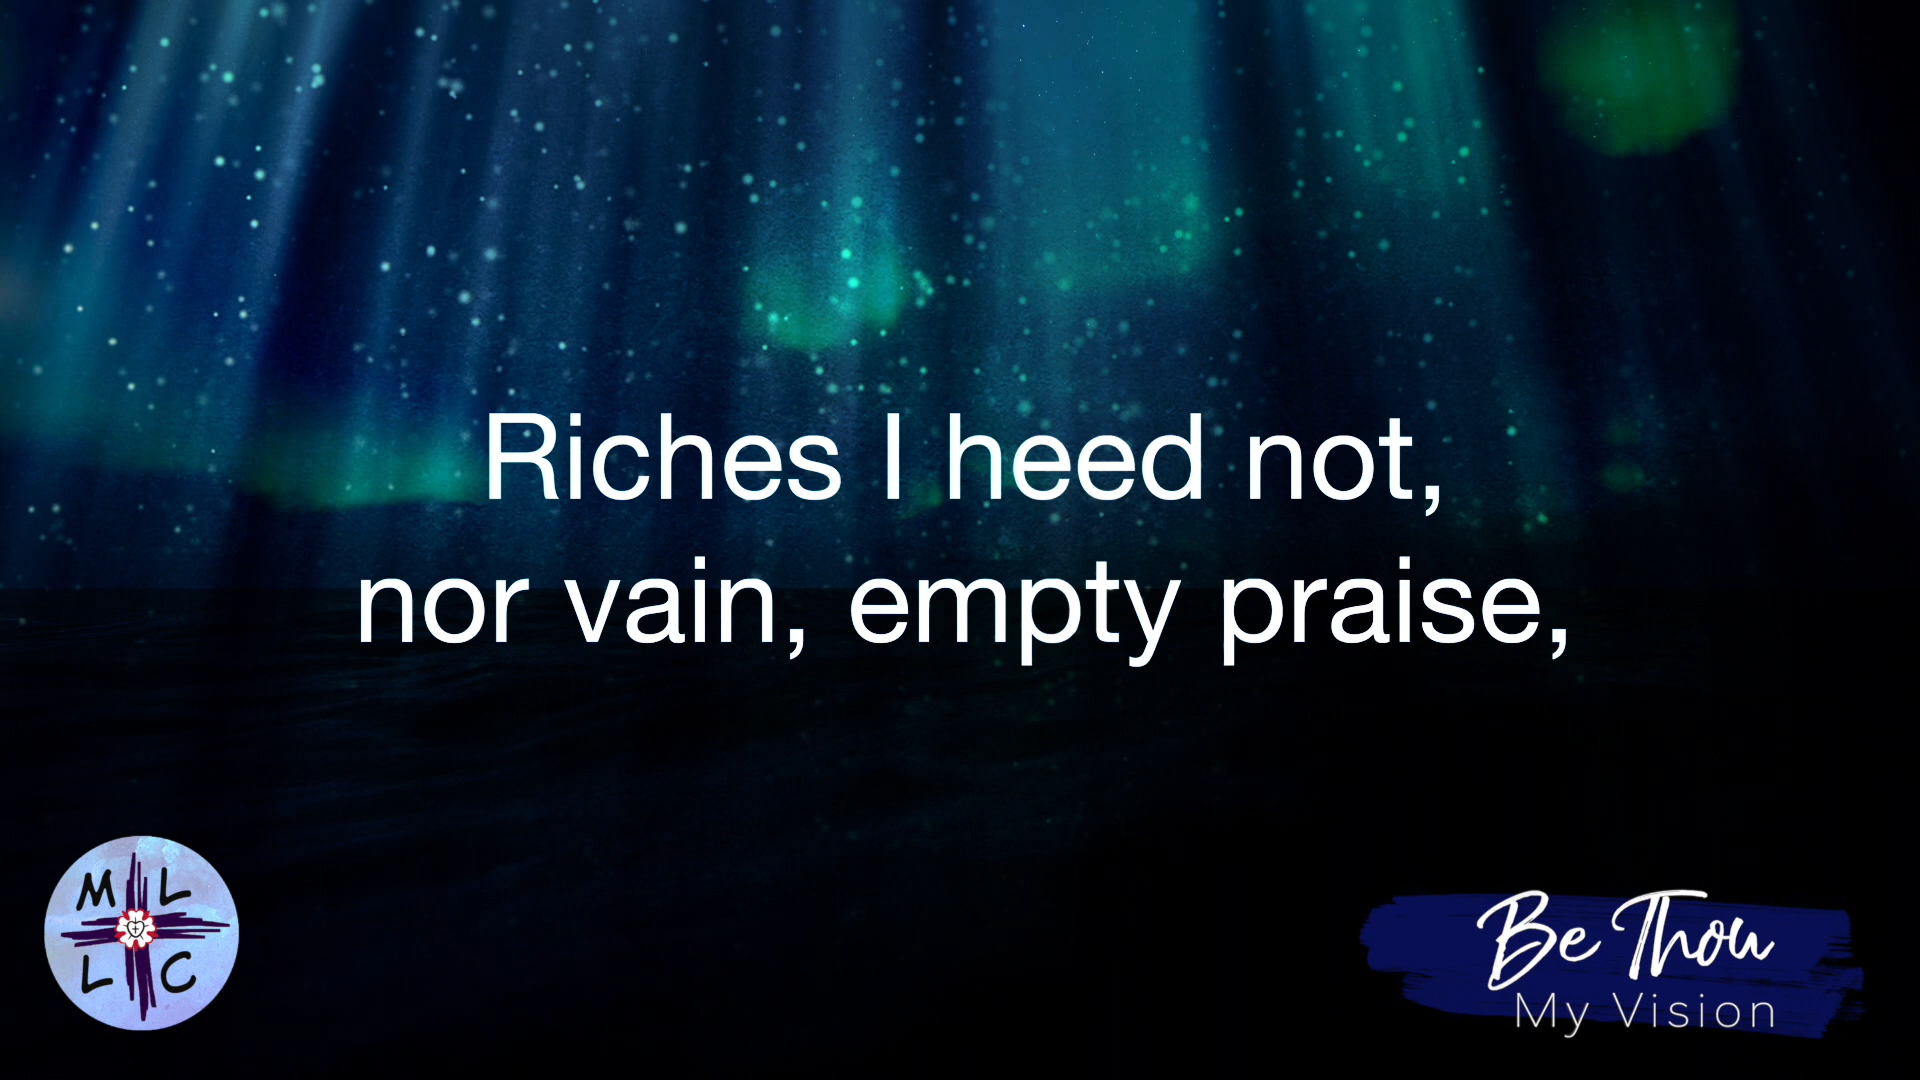 Riches I heed not,
nor vain, empty praise,
M L
L C
Be Thou
My Vision